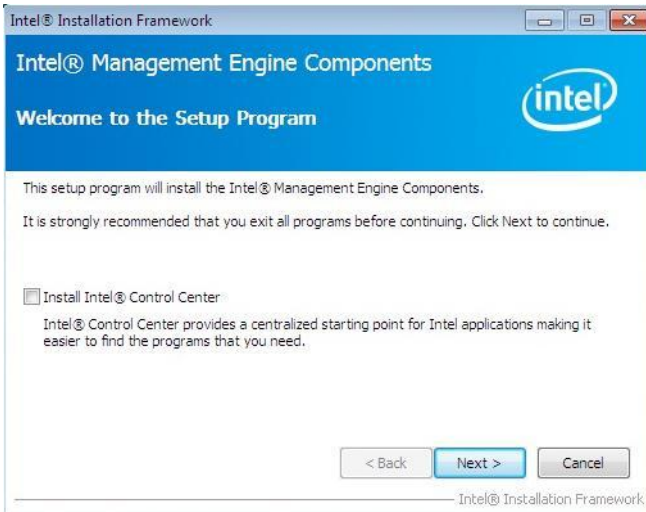 Intel® Installation Framework
Intel® Management Engine Components
Welcome to the Setup Program
intel
This setup program will install the Intel® Management Engine Components.
It is strongly recommended that you exit all programs before continuing. Click Next to continue.
Install Intel® Control Center
Intel® Control Center provides a centralized starting point for Intel applications making it
easier to find the programs that you need.
< Back Next > Cancel
Intel® Installation Framework